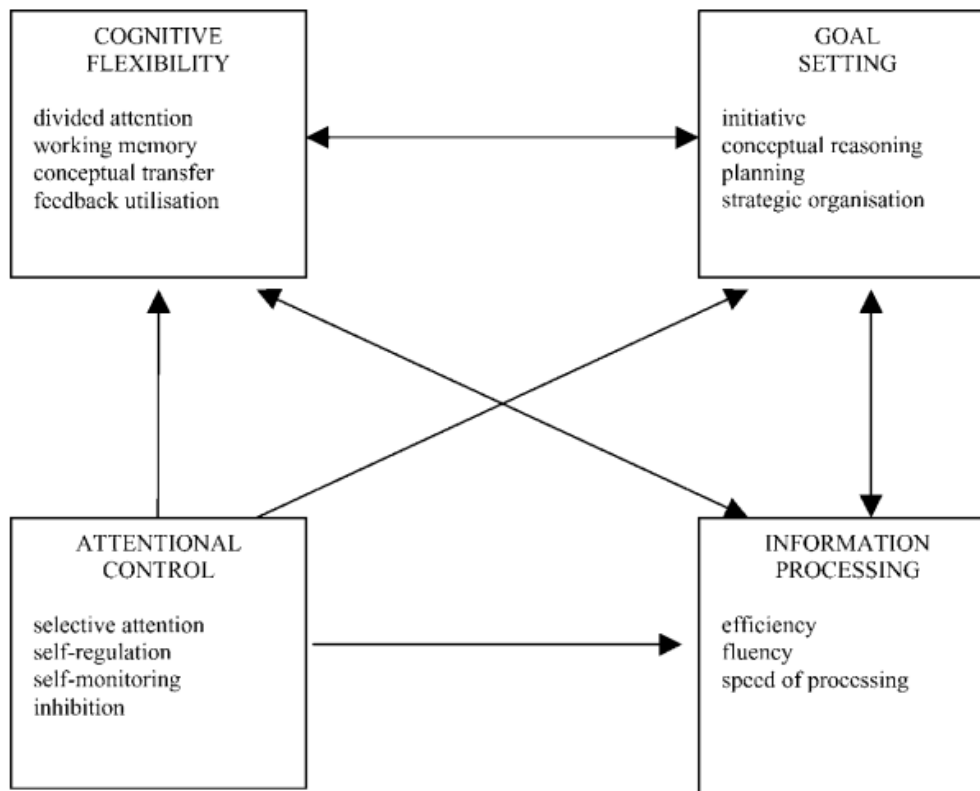 COGNITIVE
FLEXIBILITY
divided attention
working memory
conceptual transfer
feedback utilisation
GOAL
SETTING
initiative
conceptual reasoning
planning
strategic organisation
ATTENTIONAL
CONTROL
selective attention
self-regulation
self-monitoring
inhibition
INFORMATION
PROCESSING
efficiency
fluency
speed of processing